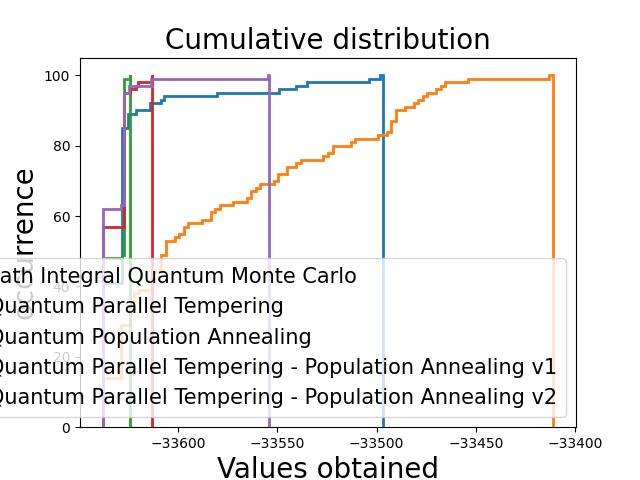 Cumulative distribution
100
80
60
40
20
0
occurrence
ath Integral Quantum Monte Carlo
Quantum Parallel Tempering
Quantum Population Annealing
Quantum Parallel Tempering - Population Annealing v1
Quantum Parallel Tempering - Population Annealing v2
−33600
−33550
−33500
−33450
−33400
Values obtained